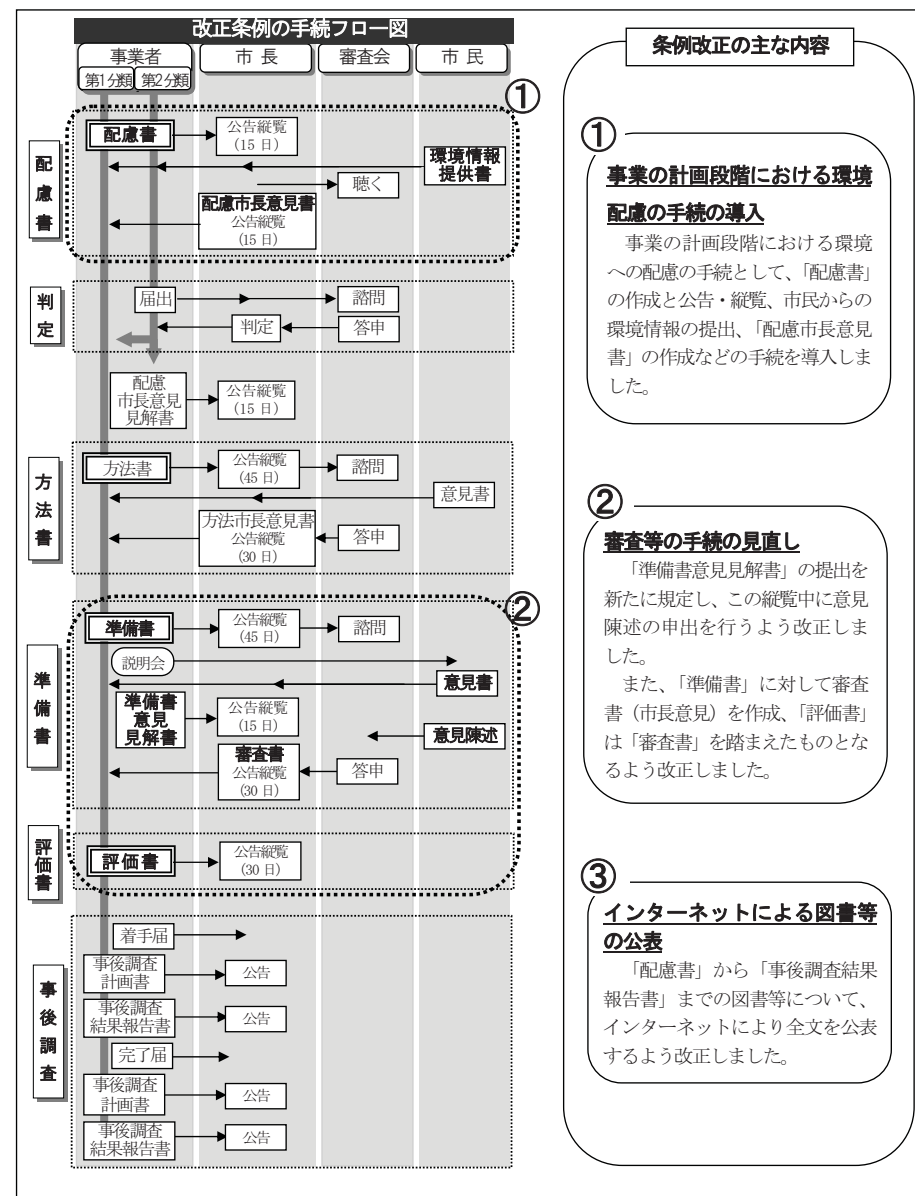 改正条例の手続フロー図
事業者
市 長
審査会
市 民
第1分類
第2分類
①
配慮書
配慮書
公告縦覧
(15日)
環境情報
提供書
聴く
配慮市長意見書
公告縦覧
(15日)
判定
届出
諮問
判定
答申
配慮
市長意見
見解書
公告縦覧
(15日)
方法書
方法書
公告縦覧
(45日)
諮問
意見書
方法市長意見書
公告縦覧
(30日)
答申
②
準備書
準備書
公告縦覧
(45日)
諮問
説明会
意見書
準備書
意見
見解書
公告縦覧
(15日)
意見陳述
審査書
公告縦覧
(30日)
答申
評価書
評価書
公告縦覧
(30日)
事後調査
着手届
事後調査
計画書
公告
事後調査
結果報告書
公告
完了届
事後調査
計画書
公告
事後調査
結果報告書
公告
条例改正の主な内容
①
事業の計画段階における環境
配慮の手続の導入
事業の計画段階における環境
への配慮の手続として、「配慮書」
の作成と公告・縦覧、市民からの
環境情報の提出、「配慮市長意見
書」の作成などの手続を導入しま
した。
②
審査等の手続の見直し
「準備書意見見解書」の提出を
新たに規定し、この縦覧中に意見
陳述の申出を行うよう改正しま
した。
また、「準備書」に対して審査
書（市長意見）を作成、「評価書」
は「審査書」を踏まえたものとな
るよう改正しました。
③
インターネットによる図書等
の公表
「配慮書」から「事後調査結果
報告書」までの図書等について、
インターネットにより全文を公表
するよう改正しました。